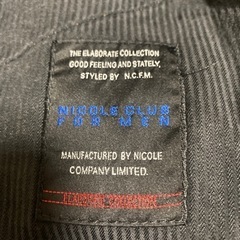 THE ELABORATE COLLECTION
GOOD FEELING AND STATELY,
STYLED BY N.C.F.M.
NICOLE CLUB
FOR MEN
MANUFACTURED BY NICOLE
COMPANY LIMITED.